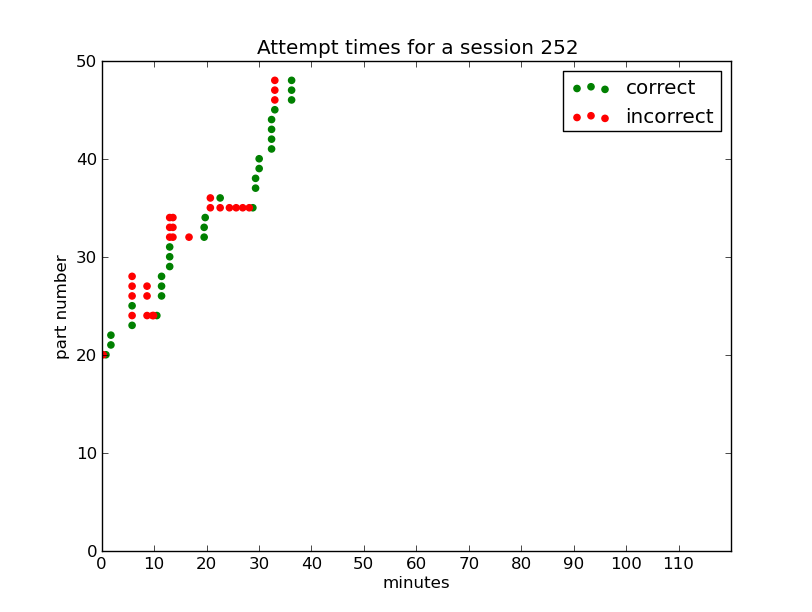 Attempt times for a session 252
correct
incorrect
50
40
30
20
10
0
part number
0 10 20 30 40 50 60 70 80 90 100 110
minutes